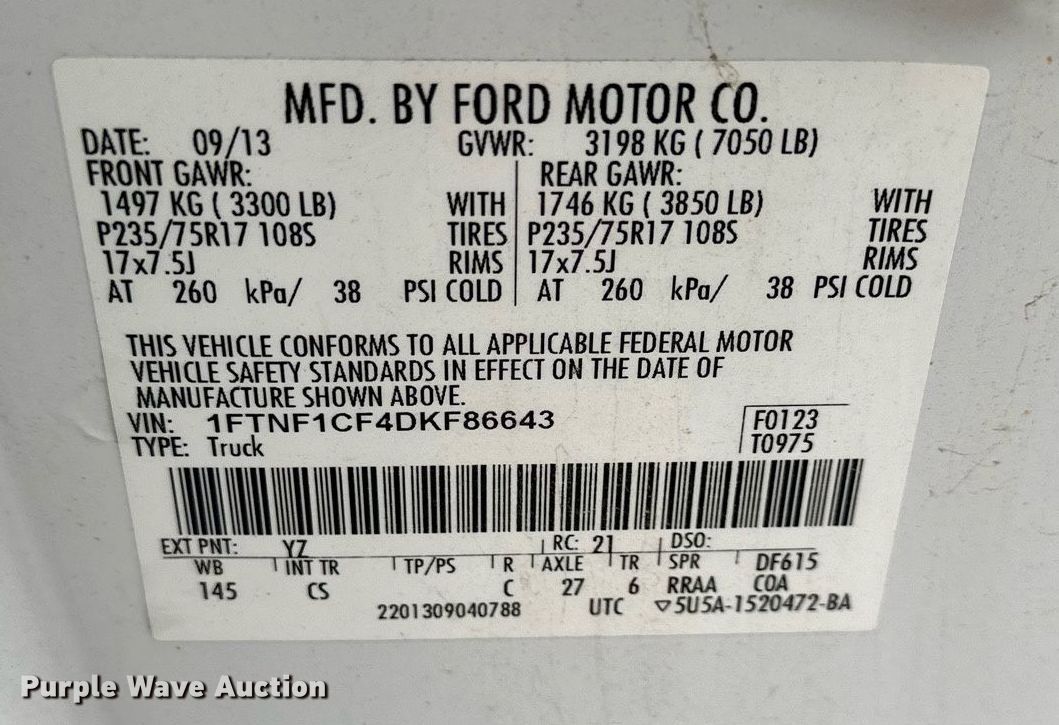 MFD. BY FORD MOTOR CO.
DATE: 09/13 GVWR: 3198 KG ( 7050 LB)
FRONT GAWR: REAR GAWR:
1497 KG ( 3300 LB) WITH 1746 KG ( 3850 LB) WITH
P235/75R17 108S TIRES P235/75R17 108S TIRES
17x7.5J RIMS 17x7.5J RIMS
AT 260 kPa/ 38 PSI COLD AT 260 kPa/ 38 PSI COLD
THIS VEHICLE CONFORMS TO ALL APPLICABLE FEDERAL MOTOR
VEHICLE SAFETY STANDARDS IN EFFECT ON THE DATE OF
MANUFACTURE SHOWN ABOVE.
VIN: 1FTNF1CF4DKF86643 F0123
TYPE: Truck T0975
EXT PNT: YZ RC: 21 DSO:
WB INT TR TP/PS R AXLE TR SPR DF615
145 CS C 27 6 RRAA COA
2201309040788 UTC ▽5U5A-1520472-BA
Purple Wave Auction